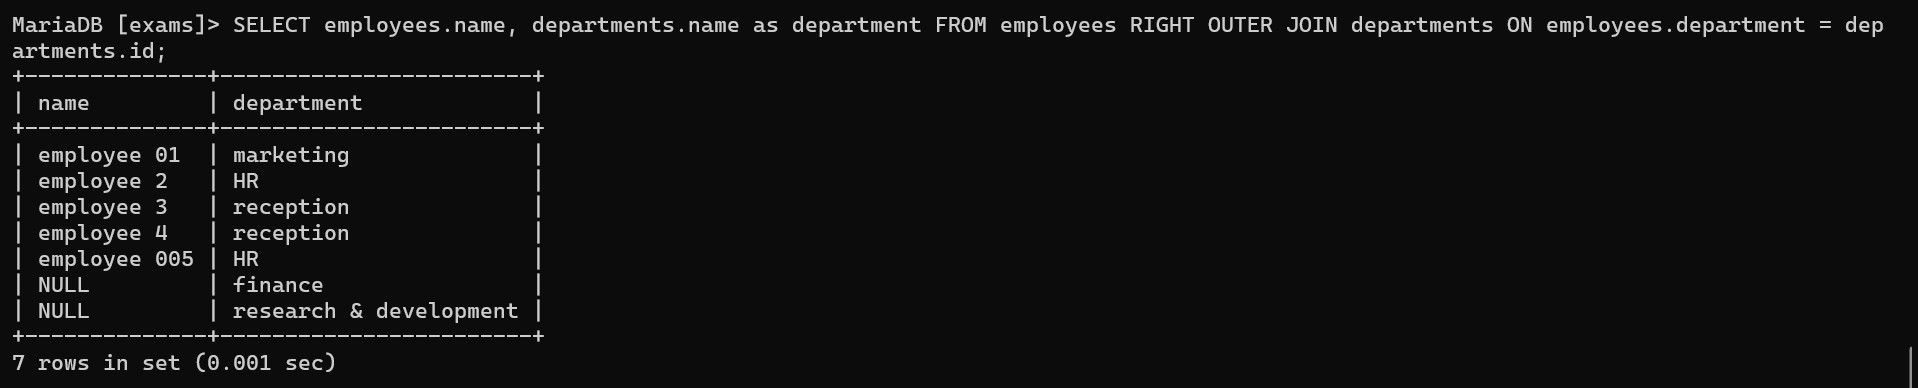 MariaDB [exams]> SELECT employees.name, departments.name as department FROM employees RIGHT OUTER JOIN departments ON employees.department = dep
artments.id;
+--------------+------------------------+
| name         | department             |
+--------------+------------------------+
| employee 01  | marketing              |
| employee 2   | HR                     |
| employee 3   | reception              |
| employee 4   | reception              |
| employee 005 | HR                     |
| NULL         | finance                |
| NULL         | research & development |
+--------------+------------------------+
7 rows in set (0.001 sec)